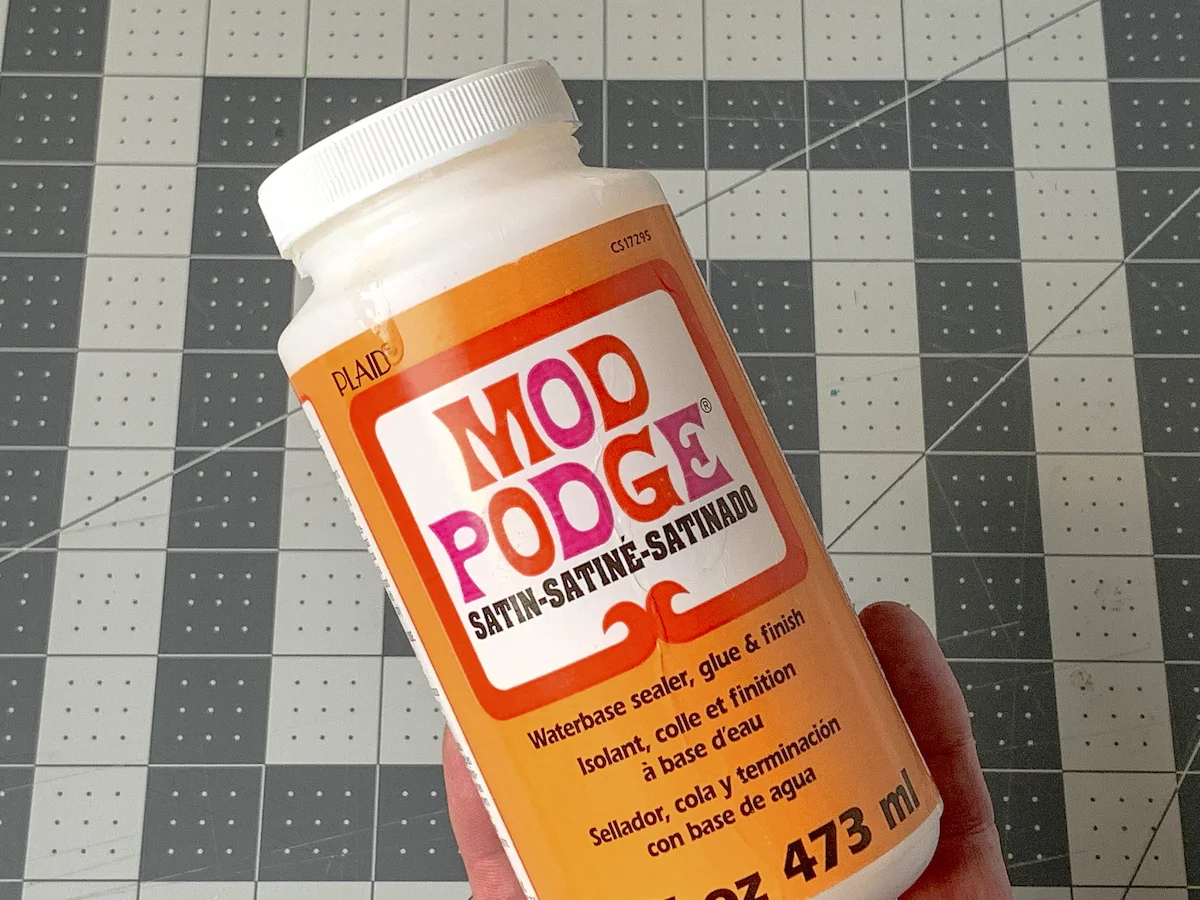 CS17295
PLAID
MOD
PODGE®
SATIN-SATINÉ-SATINADO
Waterbase sealer, glue & finish
Isolant, colle et finition
à base d'eau
Sellador, cola y terminación
con base de agua
oz 473 ml